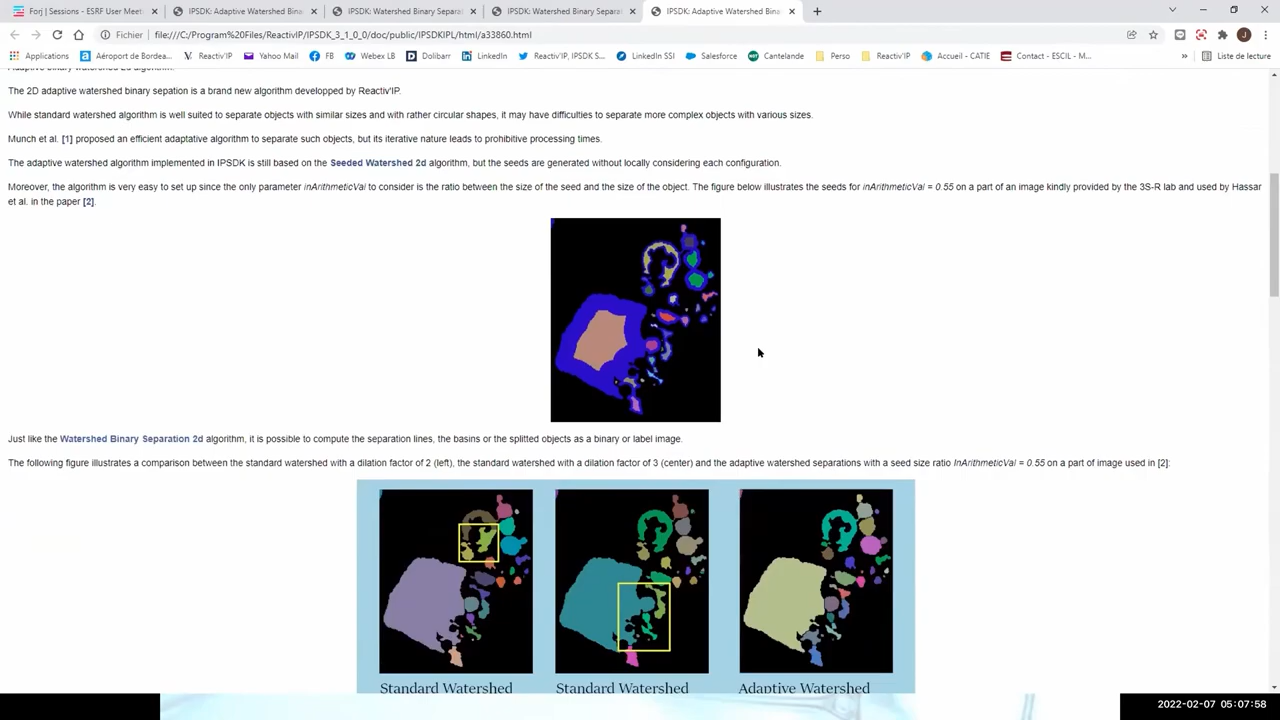 Forj | Sessions - ESRF User Meet
IPSDK: Adaptive Watershed Bina
IPSDK: Watershed Binary Separat
IPSDK: Watershed Binary Separat
IPSDK: Adaptive Watershed Bina
Fichier
file:///C:/Program%20Files/ReactivIP/IPSDK_3_1_0_0/doc/public/IPSDKIPL/html/a33860.html
Applications
Aéroport de Bordea...
Reactiv'IP
Yahoo Mail
FB
Webex LB
Dolibarr
LinkedIn
Reactiv'IP, IPSDK S...
LinkedIn SSI
Salesforce
Cantelande
Perso
Reactiv'IP
Accueil - CATIE
Contact - ESCIL - M...
»
Liste de lecture
Adaptive binary watershed 2d algorithm.
The 2D adaptive watershed binary sepation is a brand new algorithm developped by Reactiv'IP.
While standard watershed algorithm is well suited to separate objects with similar sizes and with rather circular shapes, it may have difficulties to separate more complex objects with various sizes.
Munch et al. [1] proposed an efficient adaptative algorithm to separate such objects, but its iterative nature leads to prohibitive processing times.
The adaptive watershed algorithm implemented in IPSDK is still based on the Seeded Watershed 2d algorithm, but the seeds are generated without locally considering each configuration.
Moreover, the algorithm is very easy to set up since the only parameter inArithmeticVal to consider is the ratio between the size of the seed and the size of the object. The figure below illustrates the seeds for inArithmeticVal = 0.55 on a part of an image kindly provided by the 3S-R lab and used by Hassar
et al. in the paper [2].
Just like the Watershed Binary Separation 2d algorithm, it is possible to compute the separation lines, the basins or the splitted objects as a binary or label image.
The following figure illustrates a comparison between the standard watershed with a dilation factor of 2 (left), the standard watershed with a dilation factor of 3 (center) and the adaptive watershed separations with a seed size ratio InArithmeticVal = 0.55 on a part of image used in [2]:
Standard Watershed
Standard Watershed
Adaptive Watershed
2022-02-07 05:07:58